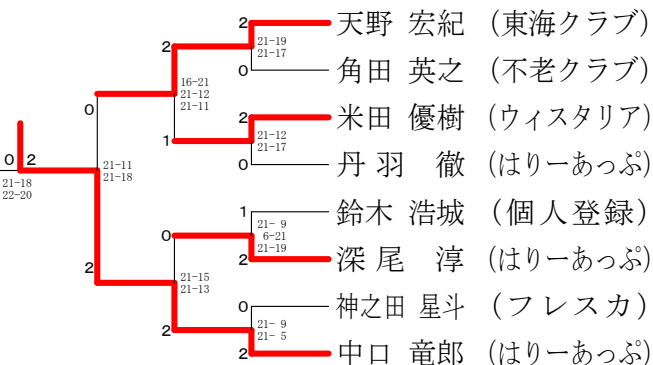 2 天野 宏紀 (東海クラブ)
2 21-19
21-17
0 角田 英之 (不老クラブ)
0 16-21
21-12
21-11
2 米田 優樹 (ウィスタリア)
1 21-12
21-17
0 丹羽 徹 (はりーあっぷ)
0 2 21-11
21-18
21-18
22-20
1 鈴木 浩城 (個人登録)
0 21- 9
6-21
21-19
2 深尾 淳 (はりーあっぷ)
2 21-15
21-13
0 神之田 星斗 (フレスカ)
2 21- 9
21- 5
2 中口 竜郎 (はりーあっぷ)